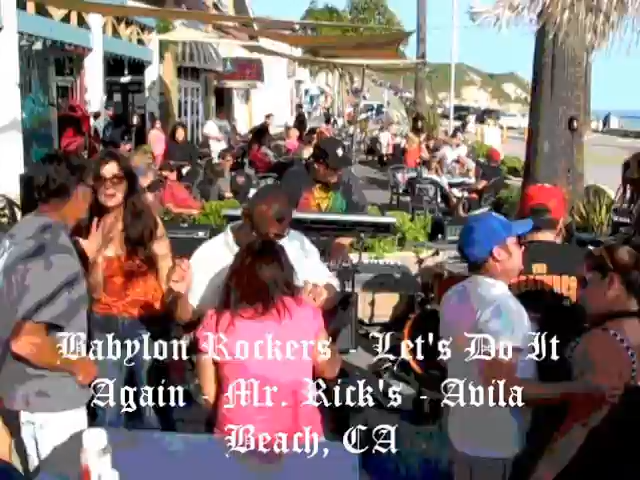 Babylon Rockers - Let's Do It
Again - Mr. Rick's - Avila
Beach, CA